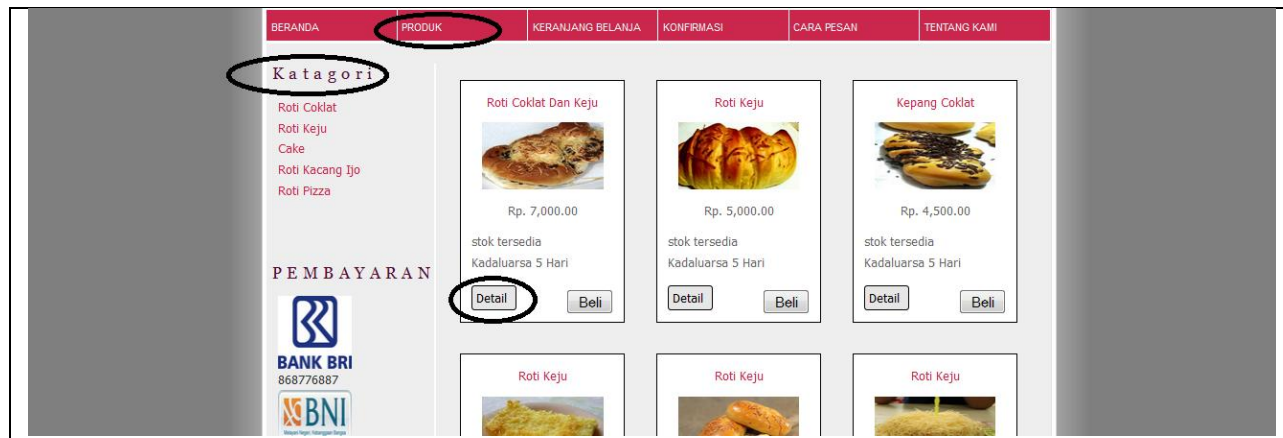 BERANDA PRODUK KERANJANG BELANJA KONFIRMASI CARA PESAN TENTANG KAMI
Katagori
Roti Coklat
Roti Keju
Cake
Roti Kacang Ijo
Roti Pizza
PEMBAYARAN
BANK BRI
868776887
BNI
Roti Coklat Dan Keju
Rp. 7,000.00
stok tersedia
Kadaluarsa 5 Hari
Detail Beli
Roti Keju
Rp. 5,000.00
stok tersedia
Kadaluarsa 5 Hari
Detail Beli
Kepang Coklat
Rp. 4,500.00
stok tersedia
Kadaluarsa 5 Hari
Detail Beli
Roti Keju
Roti Keju
Roti Keju